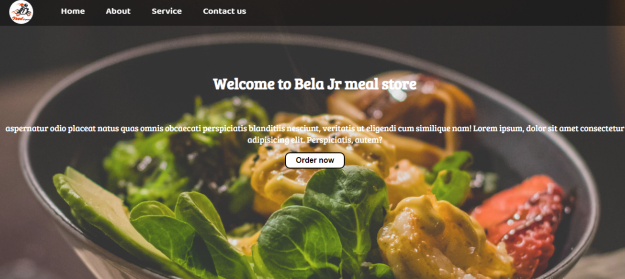 Home About Service Contact us
Welcome to Bela Jr meal store
aspernatur odio placeat natus quas omnis obcaecati perspiciatis blanditiis nesciunt, veritatis ut eligendi cum similique nam! Lorem ipsum, dolor sit amet consectetur
adipisicing elit. Perspiciatis, autem?
Order now